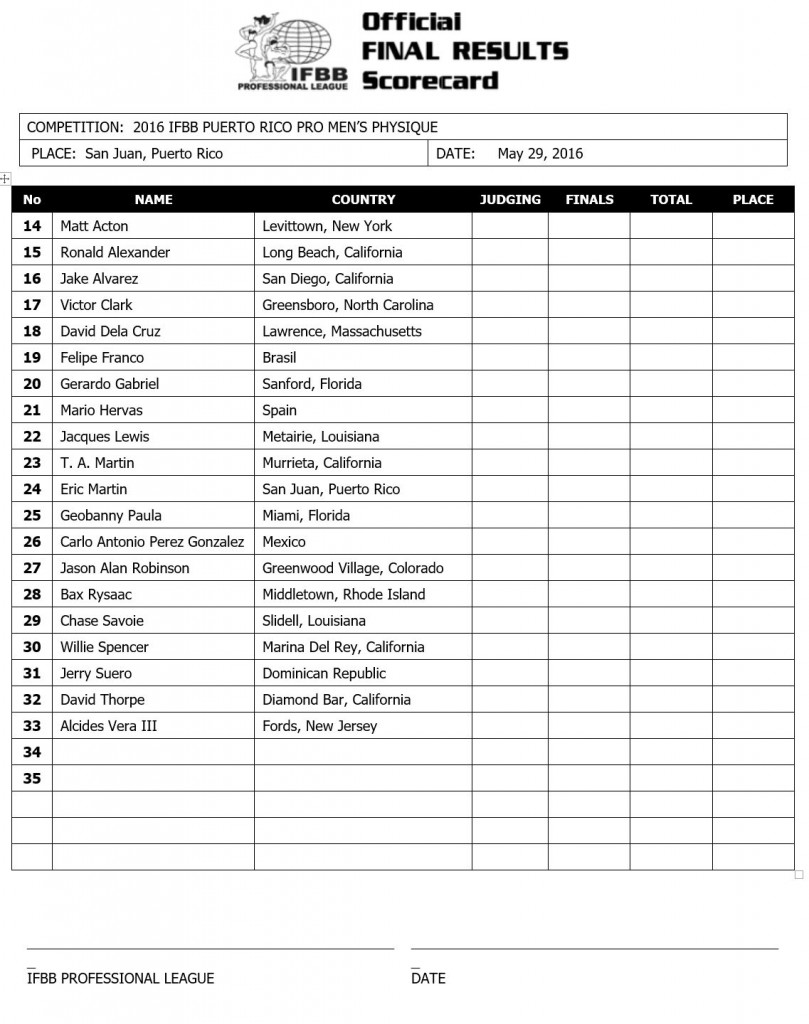 IFBB
PROFESSIONAL LEAGUE
Official
FINAL RESULTS
Scorecard
COMPETITION: 2016 IFBB PUERTO RICO PRO MEN'S PHYSIQUE
PLACE: San Juan, Puerto Rico DATE: May 29, 2016
No NAME COUNTRY JUDGING FINALS TOTAL PLACE
14 Matt Acton Levittown, New York
15 Ronald Alexander Long Beach, California
16 Jake Alvarez San Diego, California
17 Victor Clark Greensboro, North Carolina
18 David Dela Cruz Lawrence, Massachusetts
19 Felipe Franco Brasil
20 Gerardo Gabriel Sanford, Florida
21 Mario Hervas Spain
22 Jacques Lewis Metairie, Louisiana
23 T. A. Martin Murrieta, California
24 Eric Martin San Juan, Puerto Rico
25 Geobanny Paula Miami, Florida
26 Carlo Antonio Perez Gonzalez Mexico
27 Jason Alan Robinson Greenwood Village, Colorado
28 Bax Rysaac Middletown, Rhode Island
29 Chase Savoie Slidell, Louisiana
30 Willie Spencer Marina Del Rey, California
31 Jerry Suero Dominican Republic
32 David Thorpe Diamond Bar, California
33 Alcides Vera III Fords, New Jersey
34
35
IFBB PROFESSIONAL LEAGUE DATE